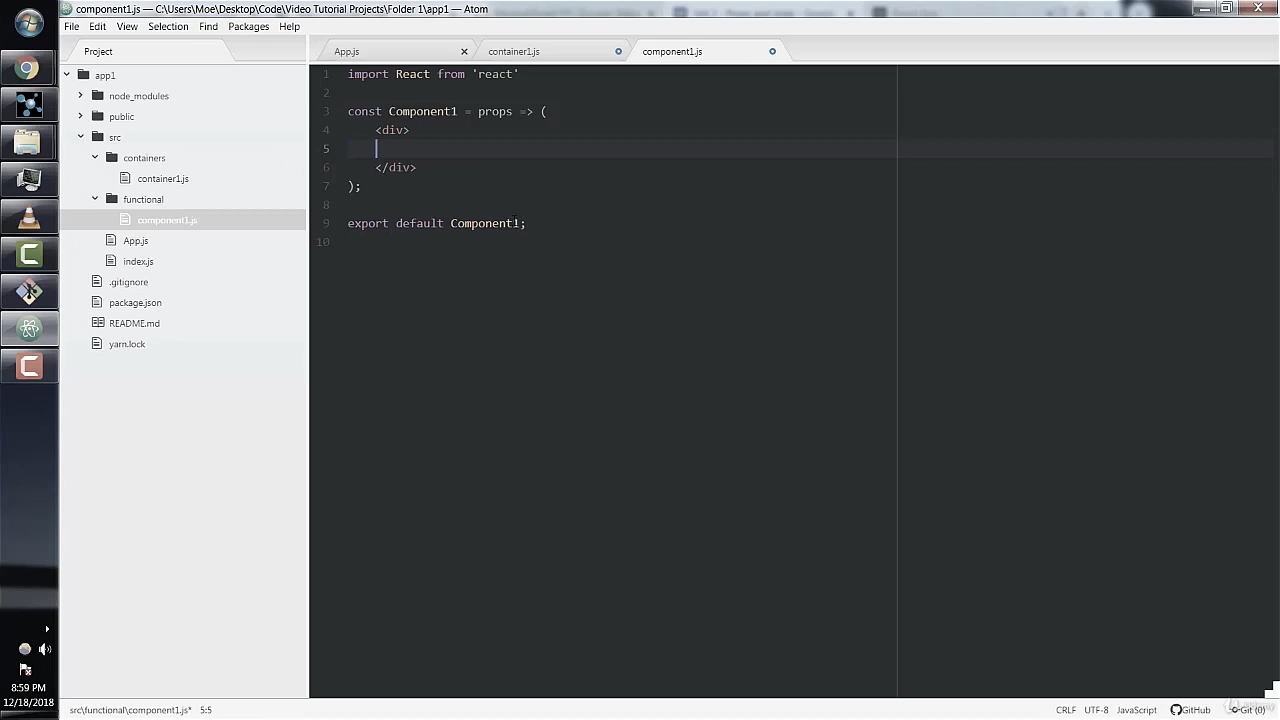 component1.js — C:\Users\Moe\Desktop\Code\Video Tutorial Projects\Folder 1\app1 — Atom
File Edit View Selection Find Packages Help
Project
App.js container1.js component1.js
app1
node_modules
public
src
containers
container1.js
functional
component1.js
App.js
index.js
.gitignore
package.json
README.md
yarn.lock
1 import React from 'react'
2
3 const Component1 = props => (
4 <div>
5
6 </div>
7 );
8
9 export default Component1;
10
8:59 PM
12/18/2018
src\functional\component1.js* 5:5 CRLF UTF-8 JavaScript GitHub Git (0)